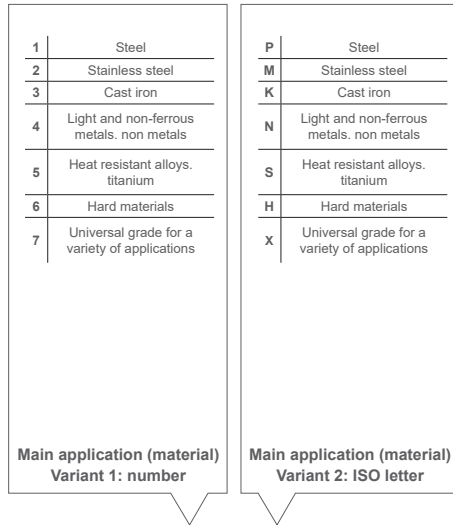 1 Steel
2 Stainless steel
3 Cast iron
4 Light and non-ferrous
metals. non metals
5 Heat resistant alloys.
titanium
6 Hard materials
7 Universal grade for a
variety of applications
Main application (material)
Variant 1: number
P Steel
M Stainless steel
K Cast iron
N Light and non-ferrous
metals. non metals
S Heat resistant alloys.
titanium
H Hard materials
X Universal grade for a
variety of applications
Main application (material)
Variant 2: ISO letter